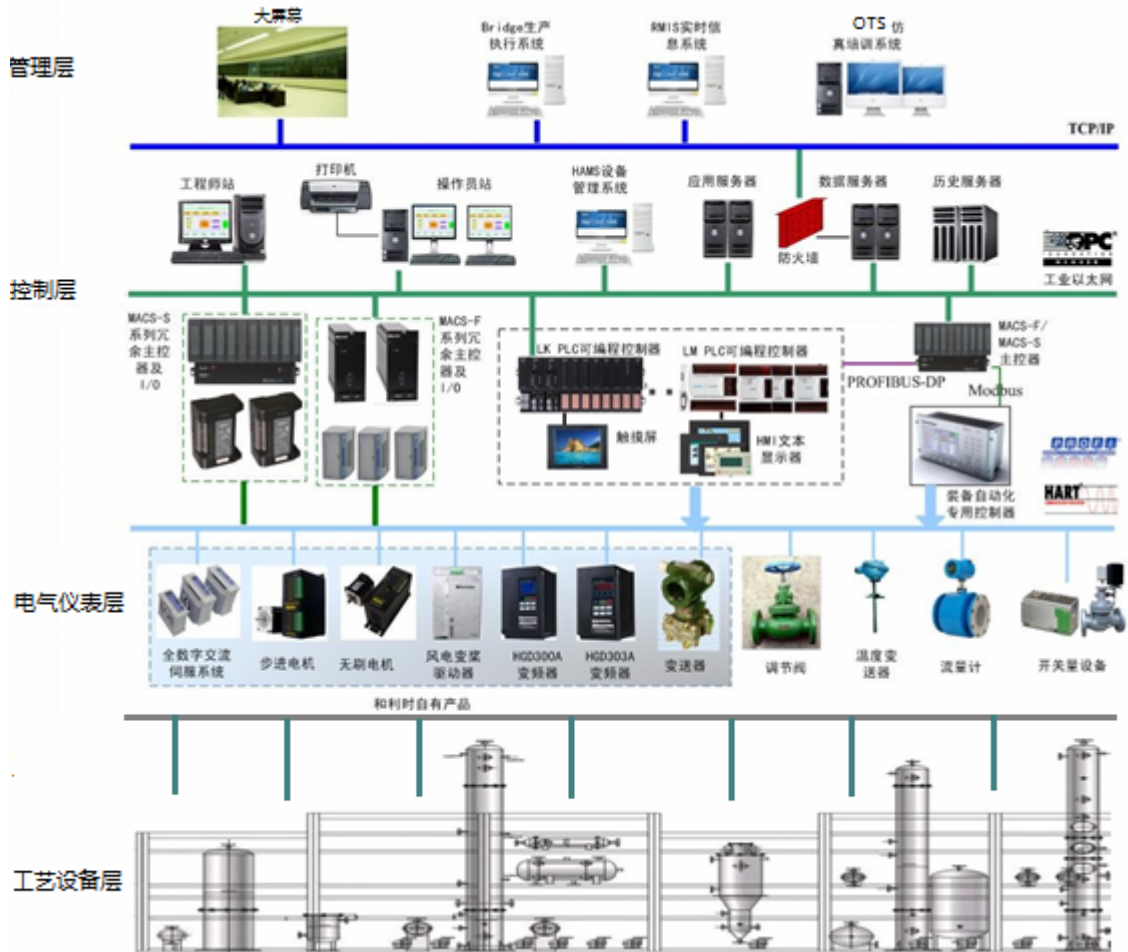 大屏幕
Bridge生产
执行系统
RMIS实时信
息系统
OTS 仿
真培训系统
管理层
TCP/IP
工程师站
打印机
操作员站
HAMS设备
管理系统
应用服务器
数据服务器
历史服务器
防火墙
OPC
工业以太网
控制层
MACS-S
系列冗
余主控
器及
I/O
MACS-F
系列冗
余主控
器及
I/O
LK PLC可编程控制器
LM PLC可编程控制器
MACS-F/
MACS-S
主控器
PROFIBUS-DP
Modbus
触摸屏
HMI文本
显示器
装备自动化
专用控制器
HART
电气仪表层
全数字交流
伺服系统
步进电机
无刷电机
风电变桨
驱动器
HGD300A
变频器
HGD303A
变频器
变送器
调节阀
温度变
送器
流量计
开关量设备
和利时自有产品
工艺设备层